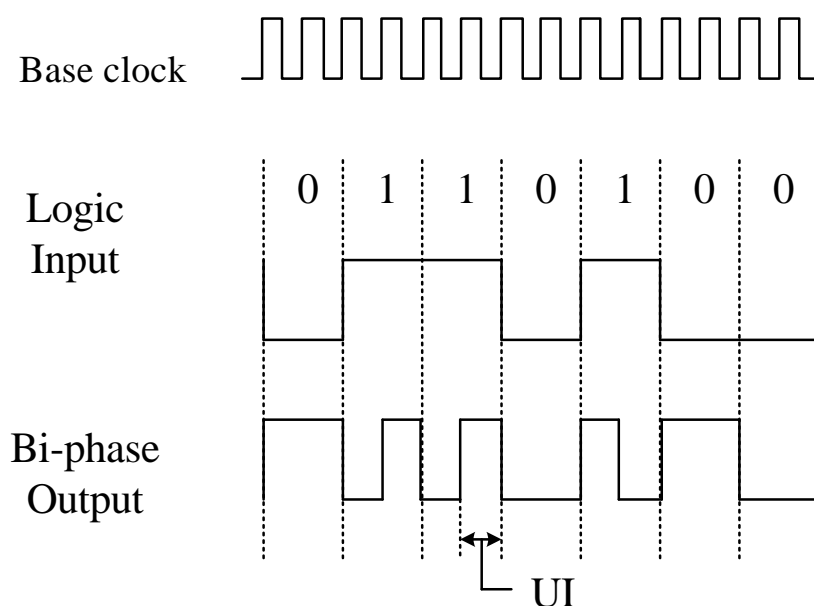 Base clock
0 1 1 0 1 0 0
Logic
Input
Bi-phase
Output
UI